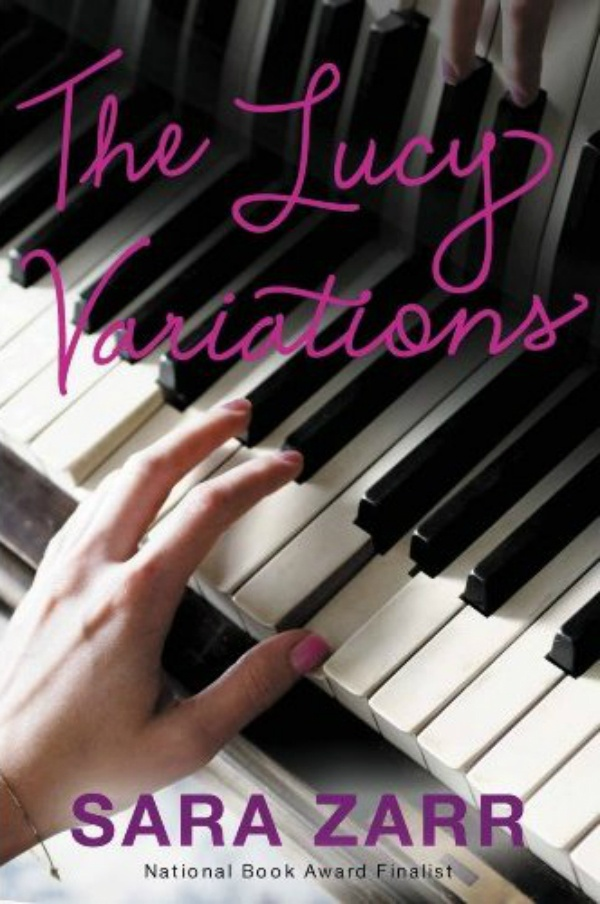 The Lucy
Variations
SARA ZARR
National Book Award Finalist